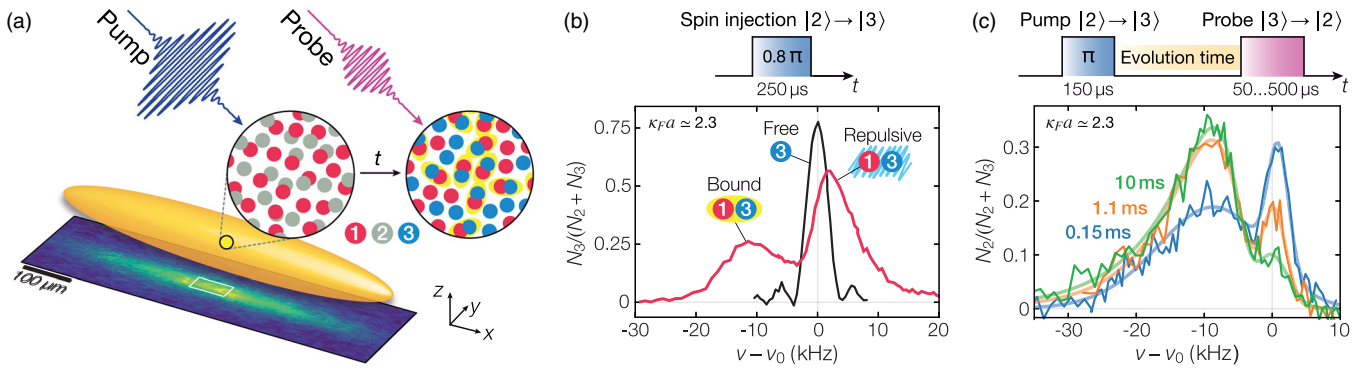 (a)
Pump
Probe
t
1 2 3
100 μm
z
y
x
(b)
Spin injection |2⟩→|3⟩
0.8 π
t
250 μs
κFa ≃ 2.3
Free
3
Repulsive
1 3
Bound
1 3
N3/(N2 + N3)
0.75
0.5
0.25
0
-30 -20 -10 0 10 20
ν – ν0 (kHz)
(c)
Pump |2⟩→|3⟩ Probe |3⟩→|2⟩
π
Evolution time
t
150 μs
50...500 μs
κFa ≃ 2.3
10 ms
1.1 ms
0.15 ms
N2/(N2 + N3)
0.3
0.2
0.1
0
-30 -20 -10 0 10
ν – ν0 (kHz)